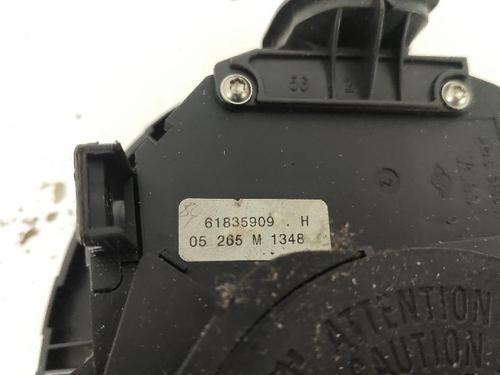 61835909 . H
05 265 M 1348
ATTENTION
CAUTION